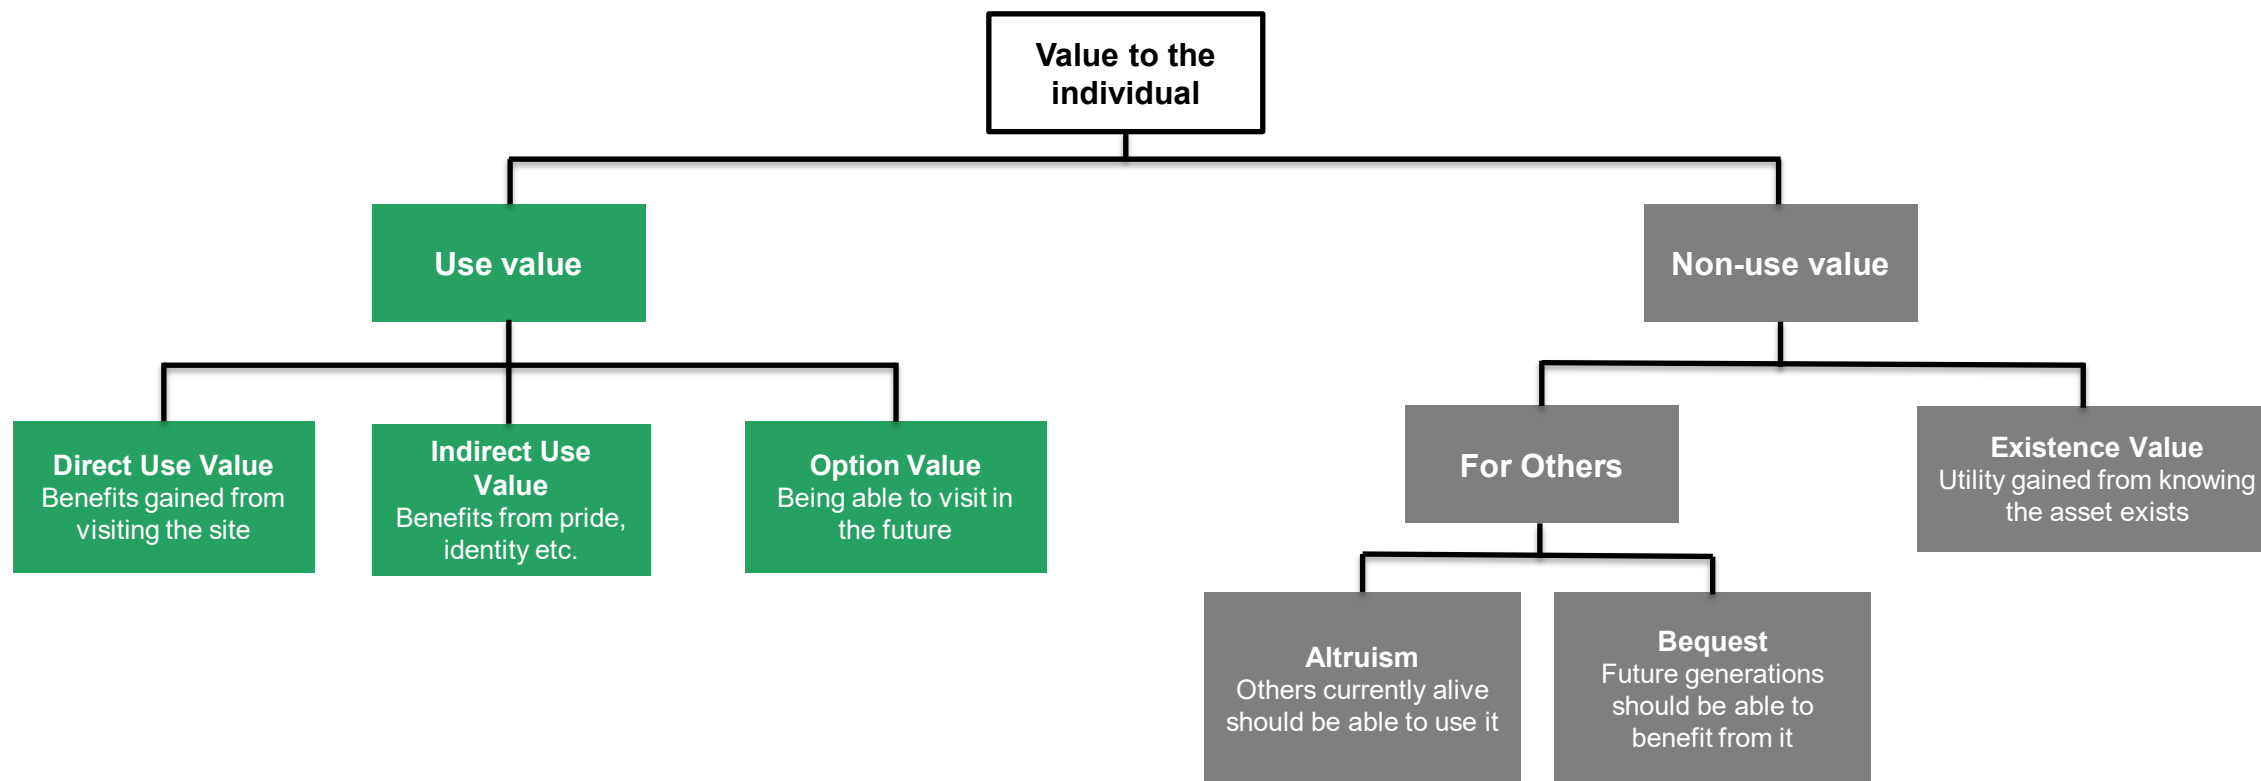 Value to the
individual
Use value
Non-use value
Direct Use Value
Benefits gained from
visiting the site
Indirect Use
Value
Benefits from pride,
identity etc.
Option Value
Being able to visit in
the future
For Others
Existence Value
Utility gained from knowing
the asset exists
Altruism
Others currently alive
should be able to use it
Bequest
Future generations
should be able to
benefit from it